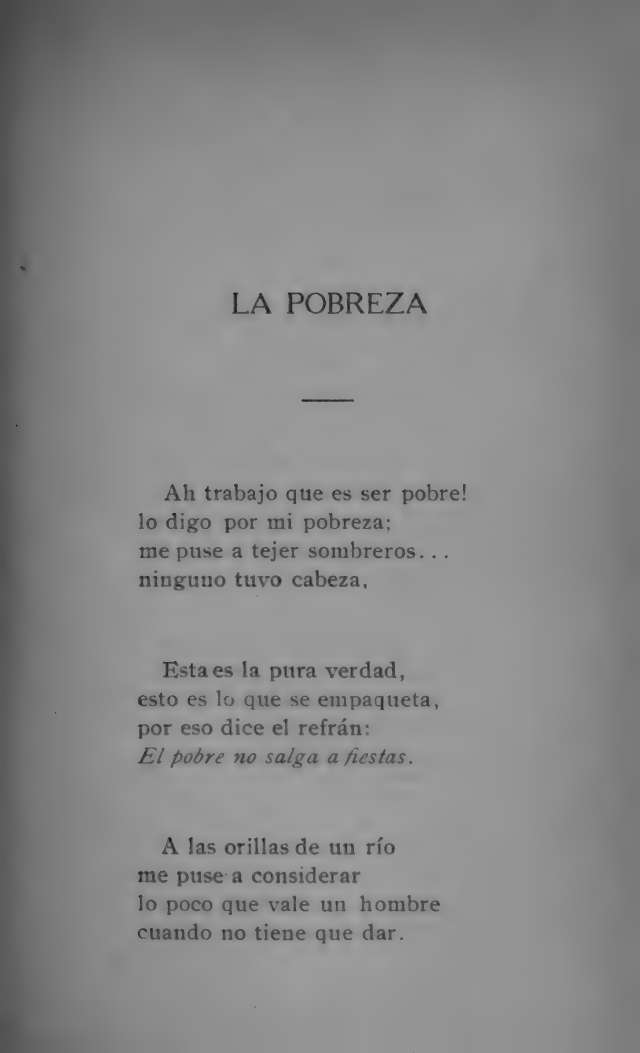 LA POBREZA
Ah trabajo que es ser pobre!
lo digo por mi pobreza;
me puse a tejer sombreros...
ninguno tuvo cabeza,
Esta es la pura verdad,
esto es lo que se empaqueta,
por eso dice el refrán:
El pobre no salga a fiestas.
A las orillas de un río
me puse a considerar
lo poco que vale un hombre
cuando no tiene que dar.